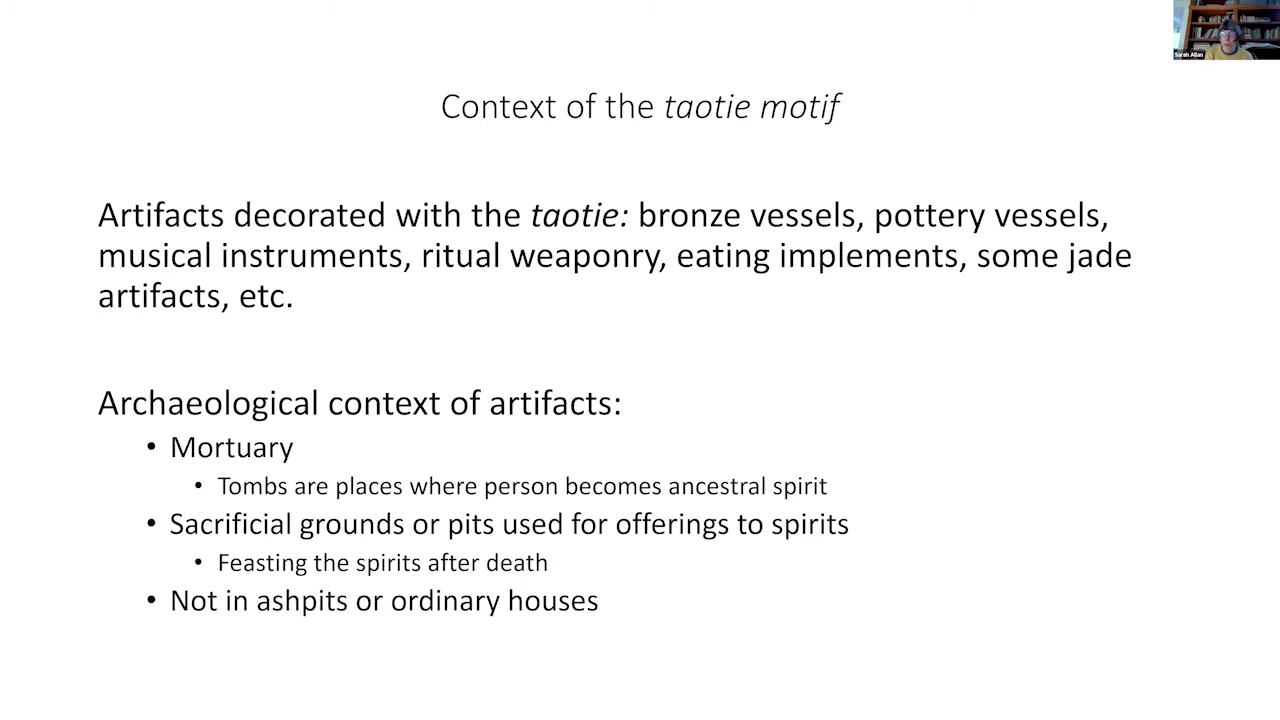 Sarah Allan
Context of the taotie motif
Artifacts decorated with the taotie: bronze vessels, pottery vessels,
musical instruments, ritual weaponry, eating implements, some jade
artifacts, etc.
Archaeological context of artifacts:
• Mortuary
• Tombs are places where person becomes ancestral spirit
• Sacrificial grounds or pits used for offerings to spirits
• Feasting the spirits after death
• Not in ashpits or ordinary houses